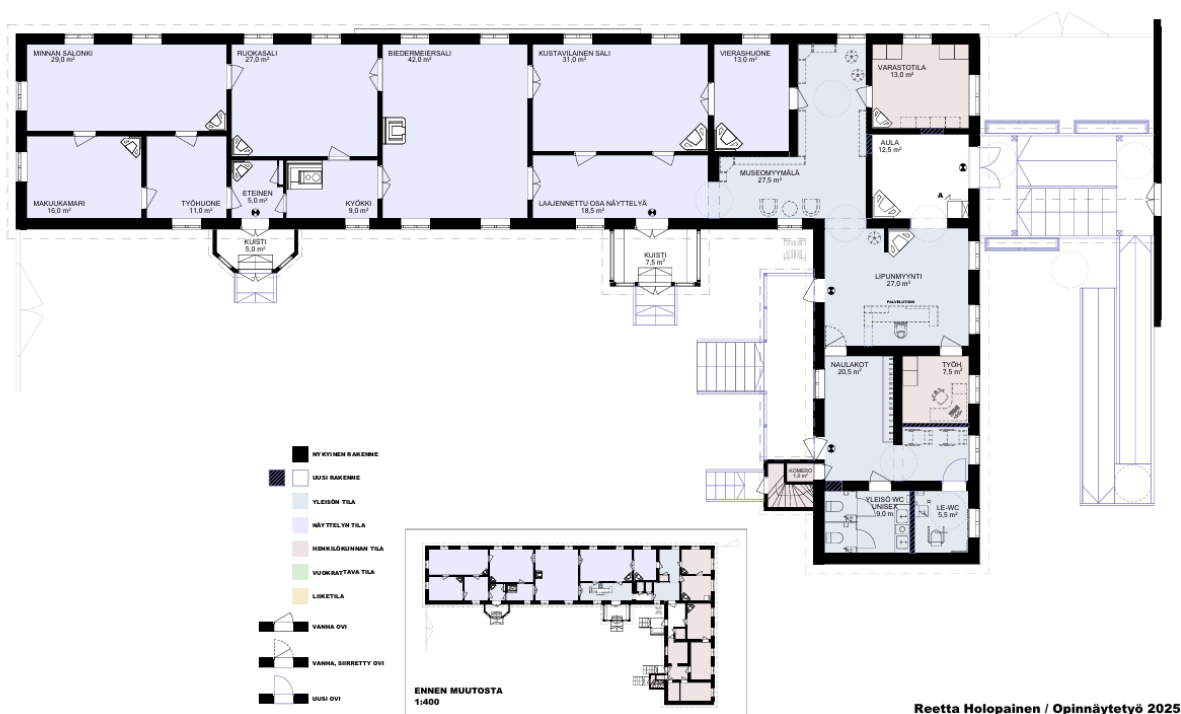 MINNAN SALONKI
29,0 m²
RUOKASALI
27,0 m²
BIEDERMEIERSALI
42,0 m²
KUSTAVILAINEN SALI
31,0 m²
VIERASHUONE
13,0 m²
VARASTOTILA
13,0 m²
AULA
12,5 m²
A
MAKUUKAMARI
16,0 m²
TYÖHUONE
11,0 m²
ETEINEN
5,0 m²
KYÖKKI
9,0 m²
LAAJENNETTU OSA NÄYTTELYÄ
18,5 m²
MUSEOMYYMÄLÄ
27,5 m²
KUISTI
5,0 m²
KUISTI
7,5 m²
LIPUNMYYNTI
27,0 m²
PALVELUTISKI
NAULAKOT
20,5 m²
TYÖH.
7,5 m²
KOMERO
1,0 m²
YLEISÖ WC
UNISEX
9,0 m
LE-WC
5,5 m²
NYKYINEN RAKENNE
UUSI RAKENNE
YLEISÖN TILA
NÄYTTELYN TILA
HENKILÖKUNNAN TILA
VUOKRATTAVA TILA
LIIKETILA
VANHA OVI
VANHA, SIIRRETTY OVI
UUSI OVI
ENNEN MUUTOSTA
1:400
Reetta Holopainen / Opinnäytetyö 2025